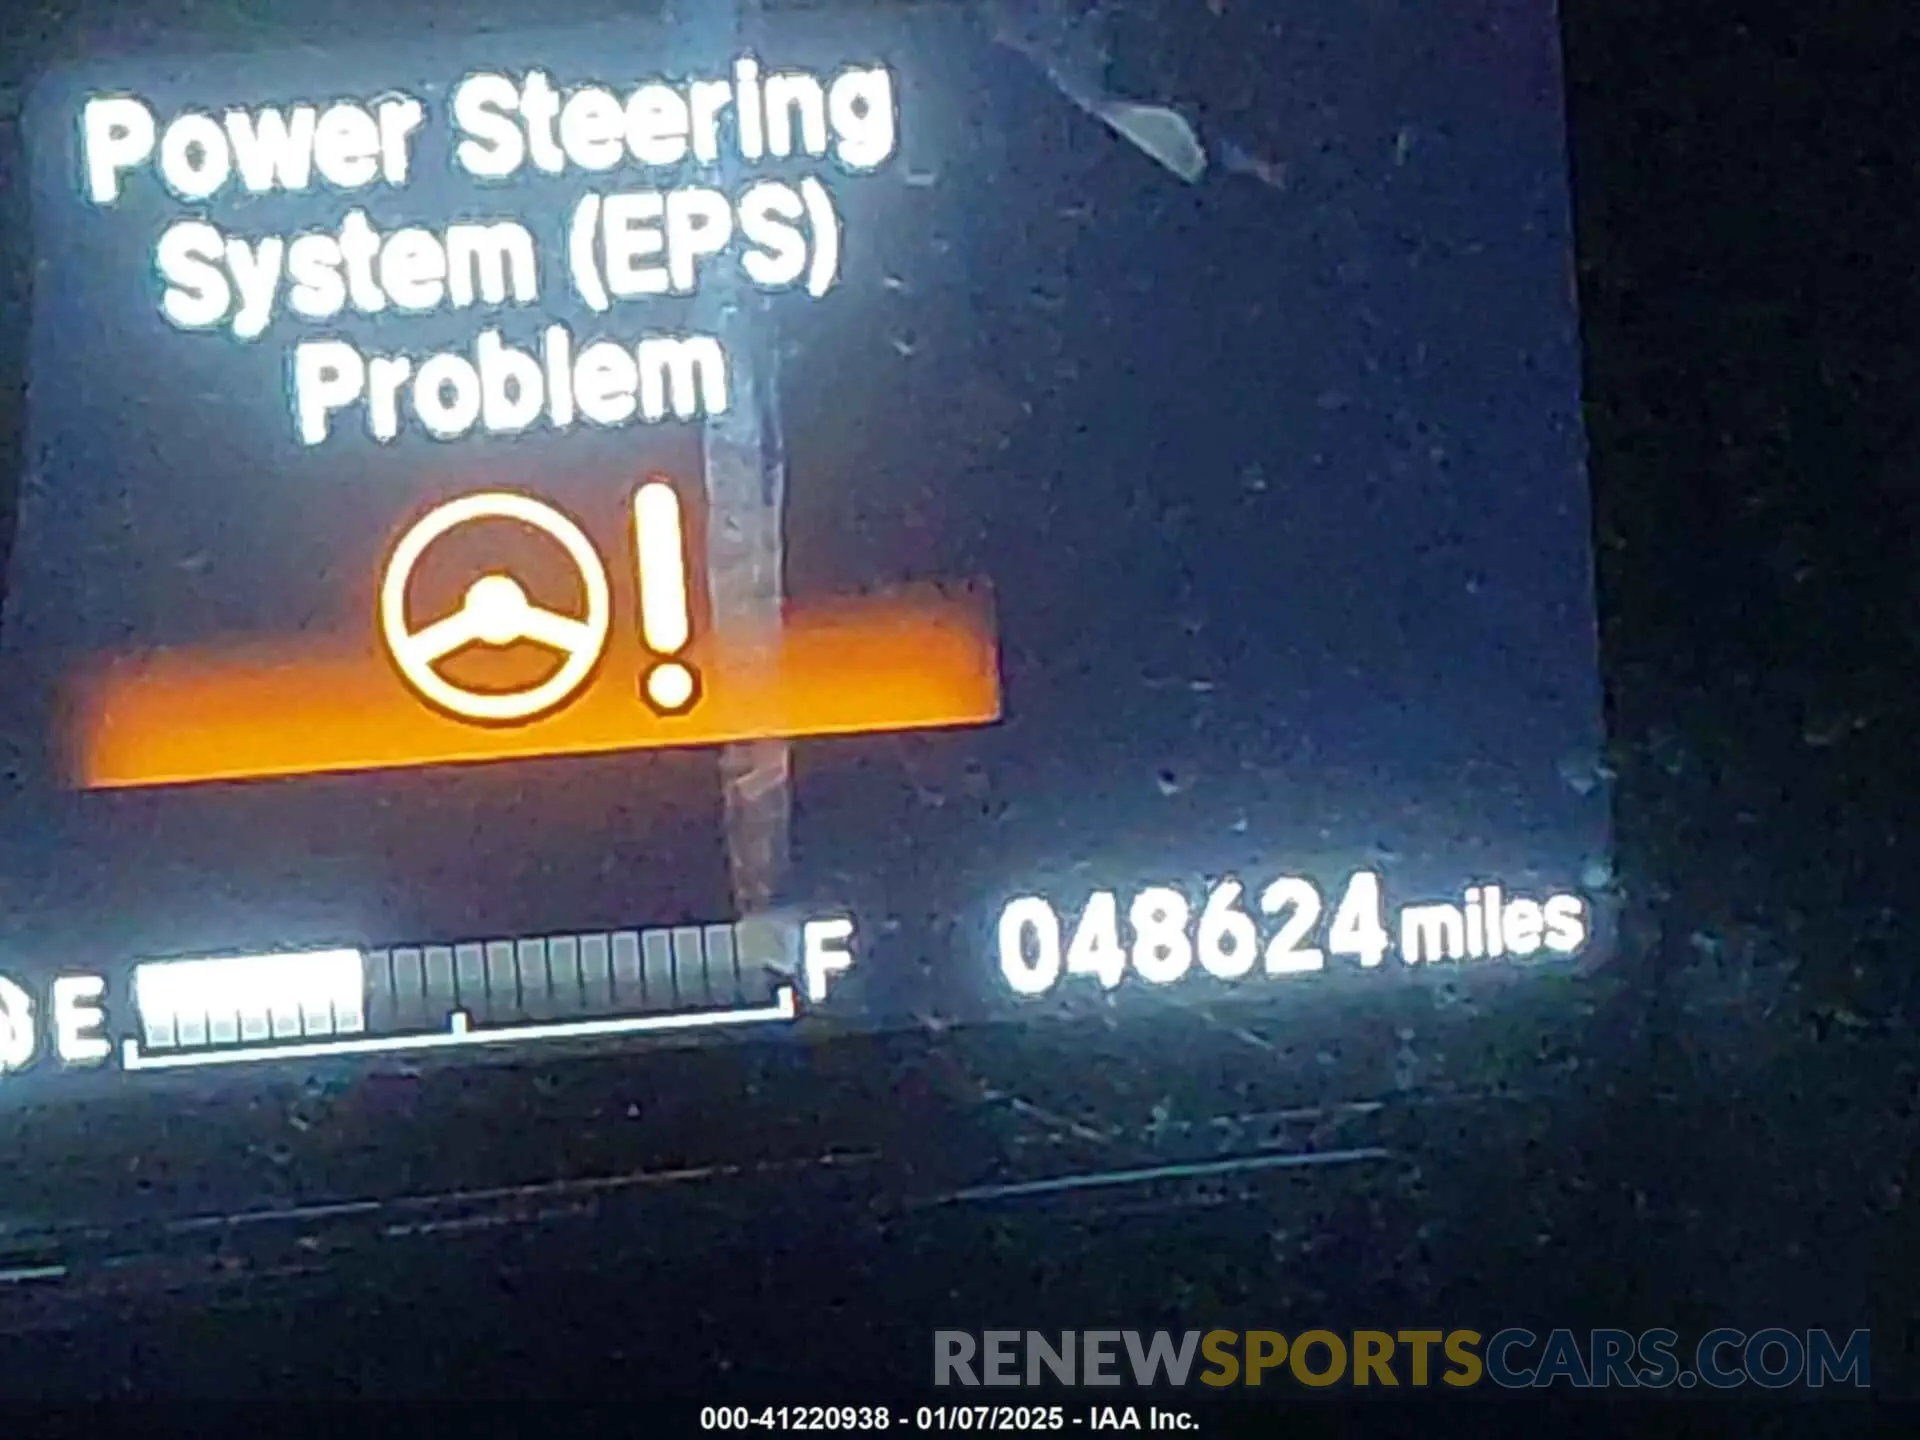 Power Steering
System (EPS)
Problem
E F
048624 miles
RENEWSPORTSCARS.COM
000-41220938 - 01/07/2025 - IAA Inc.